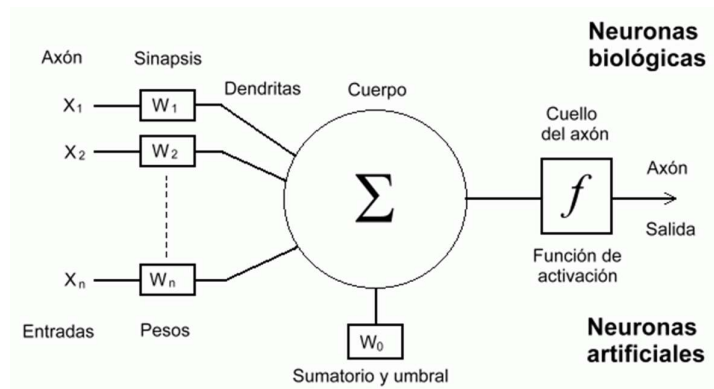 Neuronas
biológicas
Axón
Sinapsis
Dendritas
Cuerpo
Cuello
del axón
X1
W1
X2
W2
Σ
f
Axón
Salida
Xn
Wn
Función de
activación
Entradas
Pesos
W0
Sumatorio y umbral
Neuronas
artificiales